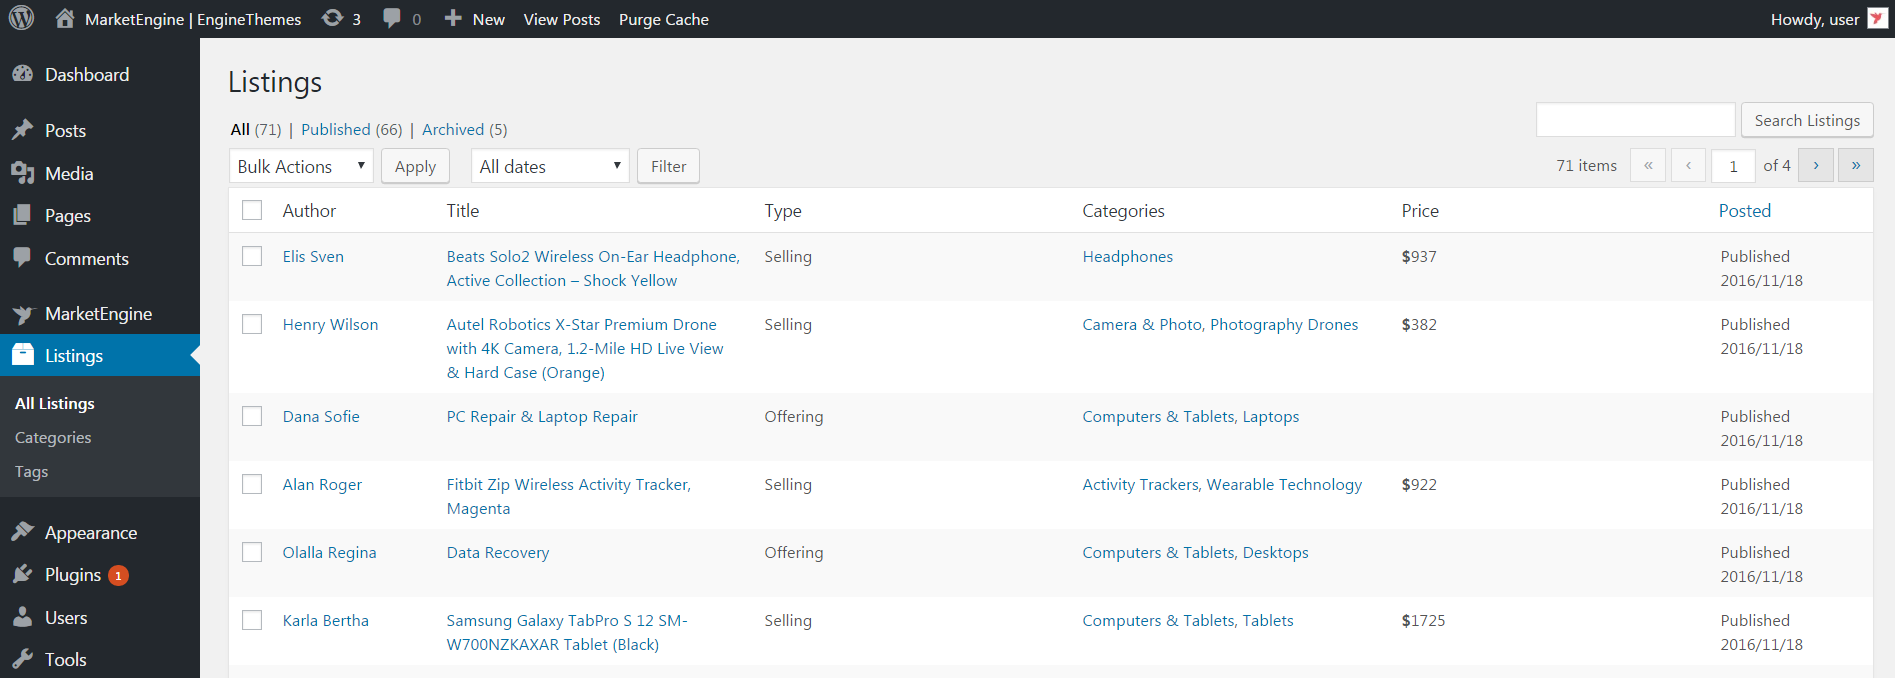 MarketEngine | EngineThemes 3 0 New View Posts Purge Cache Howdy, user
Dashboard
Posts
Media
Pages
Comments
MarketEngine
Listings
All Listings
Categories
Tags
Appearance
Plugins 1
Users
Tools
Listings
All (71) | Published (66) | Archived (5)
Search Listings
Bulk Actions Apply All dates Filter
71 items « ‹ 1 of 4 › »
Author Title Type Categories Price Posted
Elis Sven Beats Solo2 Wireless On-Ear Headphone, Selling Headphones $937 Published
Active Collection – Shock Yellow 2016/11/18
Henry Wilson Autel Robotics X-Star Premium Drone Selling Camera & Photo, Photography Drones $382 Published
with 4K Camera, 1.2-Mile HD Live View 2016/11/18
& Hard Case (Orange)
Dana Sofie PC Repair & Laptop Repair Offering Computers & Tablets, Laptops Published
2016/11/18
Alan Roger Fitbit Zip Wireless Activity Tracker, Selling Activity Trackers, Wearable Technology $922 Published
Magenta 2016/11/18
Olalla Regina Data Recovery Offering Computers & Tablets, Desktops Published
2016/11/18
Karla Bertha Samsung Galaxy TabPro S 12 SM- Selling Computers & Tablets, Tablets $1725 Published
W700NZKAXAR Tablet (Black) 2016/11/18